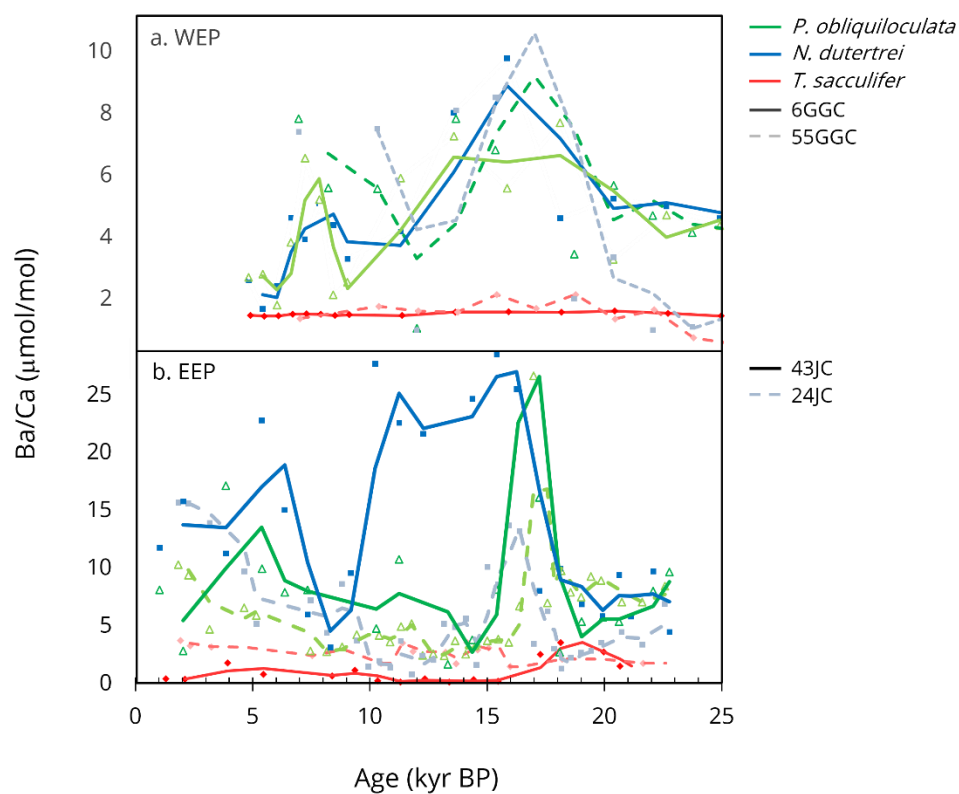 a. WEP
10
8
6
4
2
P. obliquiloculata
N. dutertrei
T. sacculifer
6GGC
55GGC
Ba/Ca (μmol/mol)
b. EEP
25
20
15
10
5
0
43JC
24JC
0 5 10 15 20 25
Age (kyr BP)